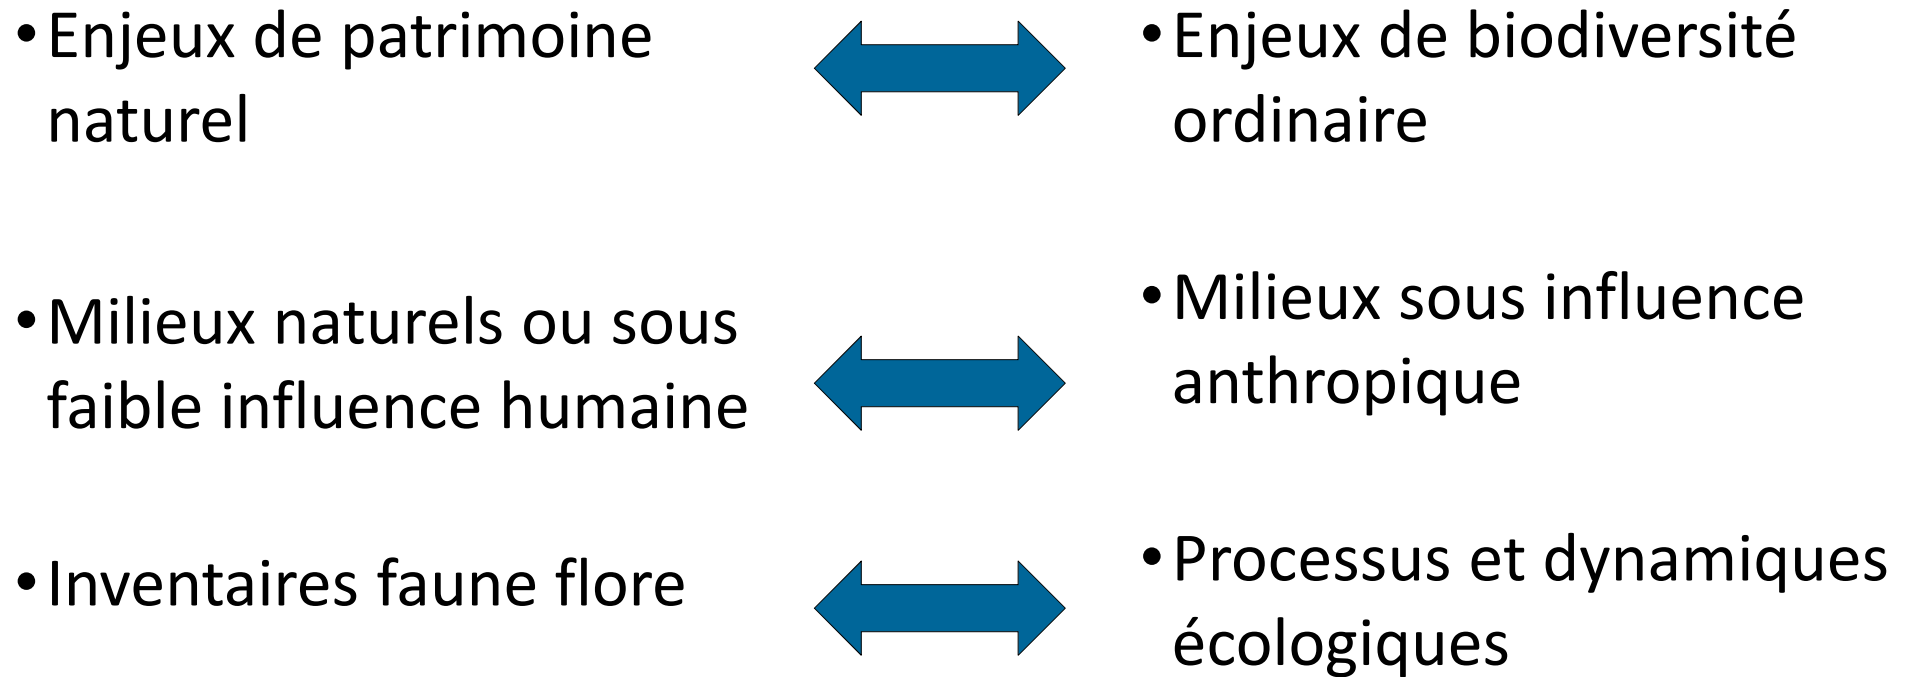 •Enjeux de patrimoine
naturel
•Enjeux de biodiversité
ordinaire
•Milieux naturels ou sous
faible influence humaine
•Milieux sous influence
anthropique
•Inventaires faune flore
•Processus et dynamiques
écologiques